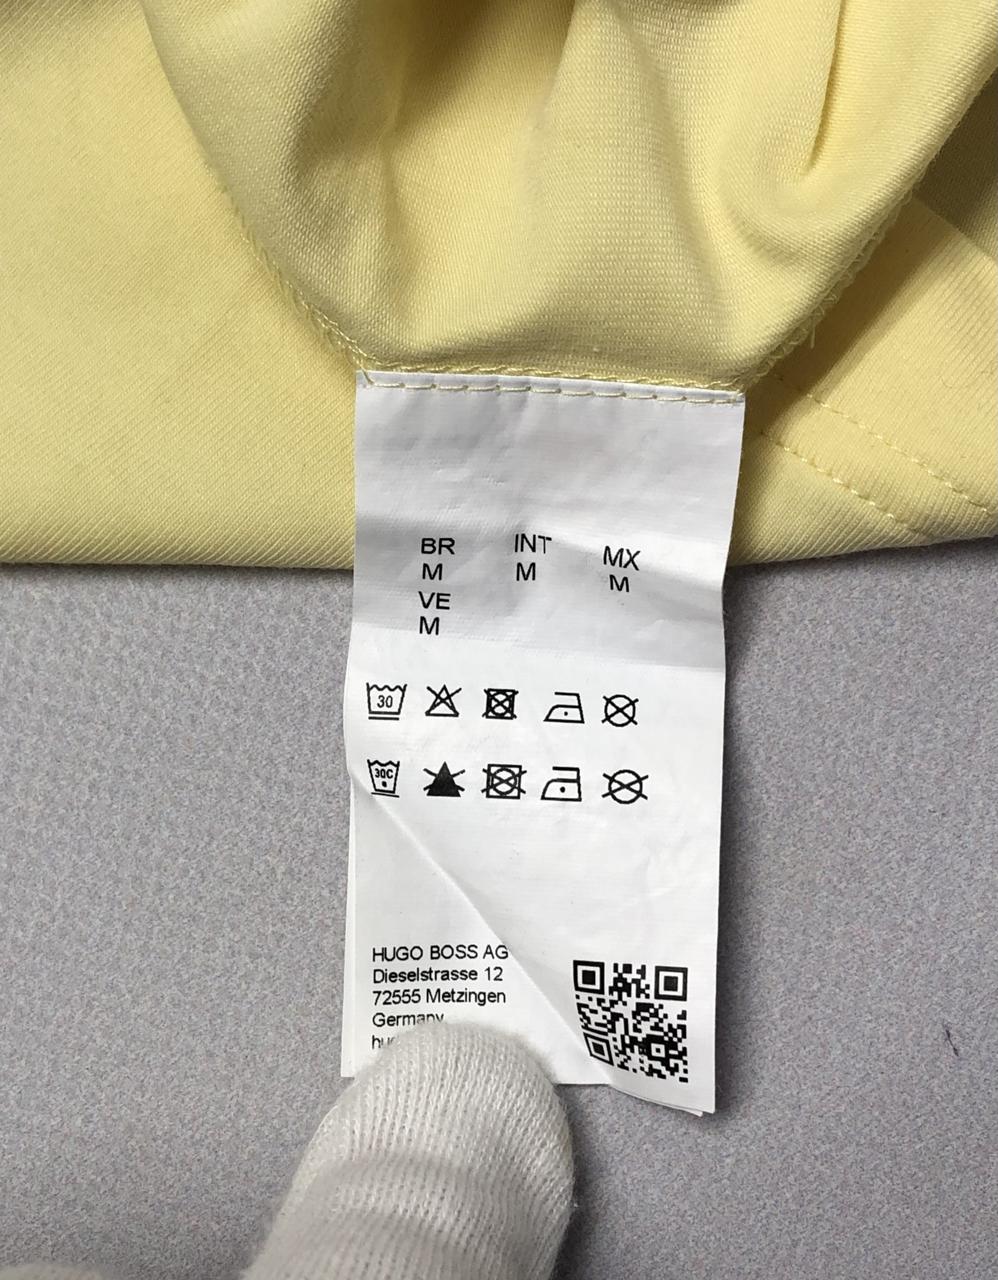 BR INT MX
M M M
VE
M
30
30C
HUGO BOSS AG
Dieselstrasse 12
72555 Metzingen
Germany